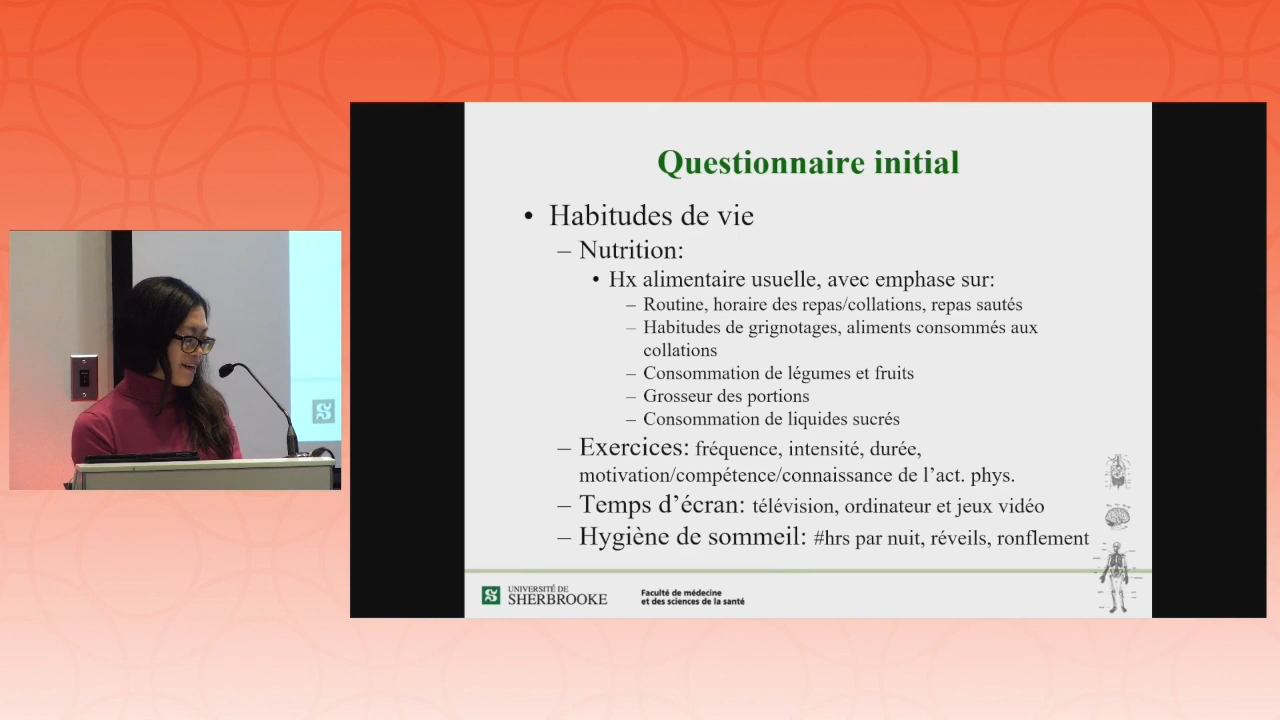 Questionnaire initial
• Habitudes de vie
– Nutrition:
• Hx alimentaire usuelle, avec emphase sur:
– Routine, horaire des repas/collations, repas sautés
– Habitudes de grignotages, aliments consommés aux
collations
– Consommation de légumes et fruits
– Grosseur des portions
– Consommation de liquides sucrés
– Exercices: fréquence, intensité, durée,
motivation/compétence/connaissance de l’act. phys.
– Temps d’écran: télévision, ordinateur et jeux vidéo
– Hygiène de sommeil: #hrs par nuit, réveils, ronflement
UNIVERSITÉ DE
SHERBROOKE
Faculté de médecine
et des sciences de la santé